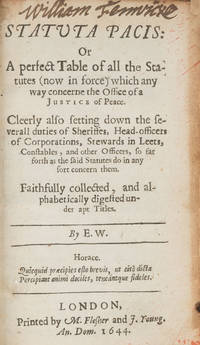 William Fenwicke
STATUTA PACIS:
Or
A perfect Table of all the Sta-
tutes (now in force) which any
way concerne the Office of a
JUSTICE of Peace.
Cleerly also setting down the se-
verall duties of Sheriffes, Head-officers
of Corporations, Stewards in Leets,
Constables, and other Officers, so far
forth as the said Statutes do in any
sort concern them.
Faithfully collected, and al-
phabetically digested un-
der apt Titles.
By E.W.
Horace.
Quicquid præcipies esto brevis, ut citò dicta
Percipiant animi dociles, teneántque fideles.
LONDON,
Printed by M. Flesher and J. Young.
An. Dom. 1644.